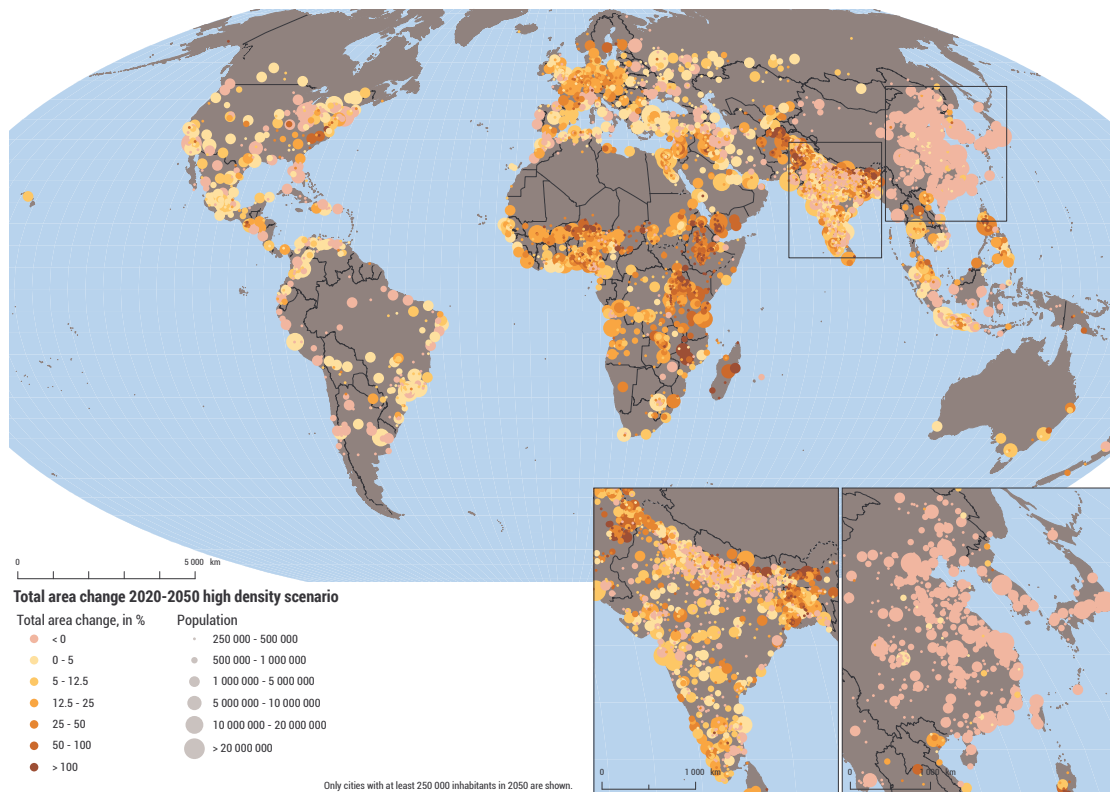 0 5 000 km
Total area change 2020-2050 high density scenario
Total area change, in %
< 0
0 - 5
5 - 12.5
12.5 - 25
25 - 50
50 - 100
> 100
Population
250 000 - 500 000
500 000 - 1 000 000
1 000 000 - 5 000 000
5 000 000 - 10 000 000
10 000 000 - 20 000 000
> 20 000 000
Only cities with at least 250 000 inhabitants in 2050 are shown.
0 1 000 km
0 1 000 km